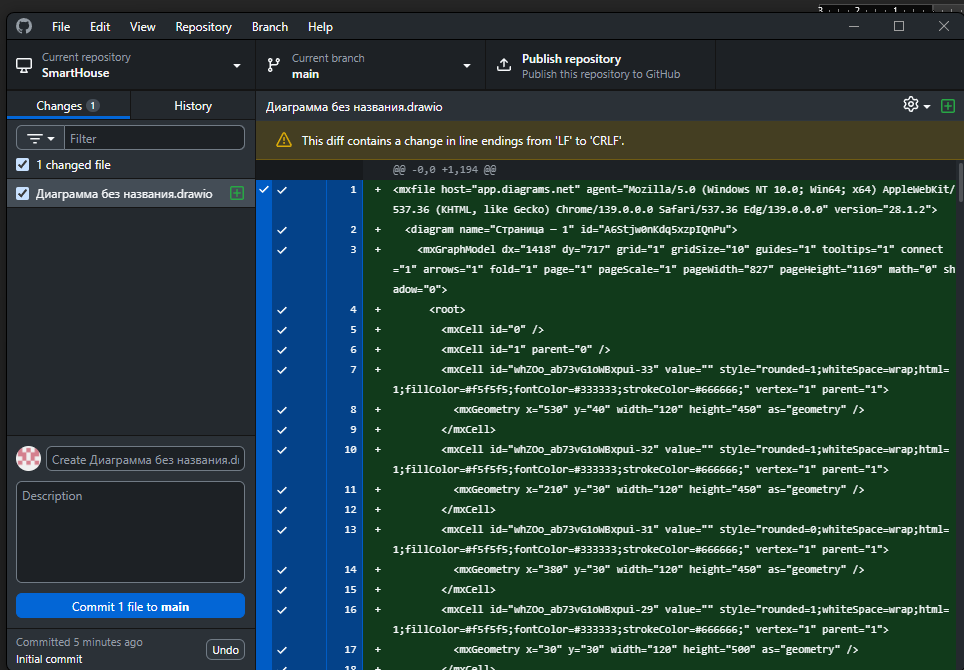 3 2 1
File Edit View Repository Branch Help
Current repository
SmartHouse
Current branch
main
Publish repository
Publish this repository to GitHub
Changes 1 History
Filter
1 changed file
Диаграмма без названия.drawio
Диаграмма без названия.drawio
This diff contains a change in line endings from 'LF' to 'CRLF'.
@@ -0,0 +1,194 @@
1 + <mxfile host="app.diagrams.net" agent="Mozilla/5.0 (Windows NT 10.0; Win64; x64) AppleWebKit/
537.36 (KHTML, like Gecko) Chrome/139.0.0.0 Safari/537.36 Edg/139.0.0.0" version="28.1.2">
2 + <diagram name="Страница — 1" id="A6Stjw0nKdq5xzpIQnPu">
3 + <mxGraphModel dx="1418" dy="717" grid="1" gridSize="10" guides="1" tooltips="1" connect
="1" arrows="1" fold="1" page="1" pageScale="1" pageWidth="827" pageHeight="1169" math="0" sh
adow="0">
4 + <root>
5 + <mxCell id="0" />
6 + <mxCell id="1" parent="0" />
7 + <mxCell id="whZOo_ab73vG1oWBxpui-33" value="" style="rounded=1;whiteSpace=wrap;html=
1;fillColor=#f5f5f5;fontColor=#333333;strokeColor=#666666;" vertex="1" parent="1">
8 + <mxGeometry x="530" y="40" width="120" height="450" as="geometry" />
9 + </mxCell>
10 + <mxCell id="whZOo_ab73vG1oWBxpui-32" value="" style="rounded=1;whiteSpace=wrap;html=
1;fillColor=#f5f5f5;fontColor=#333333;strokeColor=#666666;" vertex="1" parent="1">
11 + <mxGeometry x="210" y="30" width="120" height="450" as="geometry" />
12 + </mxCell>
13 + <mxCell id="whZOo_ab73vG1oWBxpui-31" value="" style="rounded=0;whiteSpace=wrap;html=
1;fillColor=#f5f5f5;fontColor=#333333;strokeColor=#666666;" vertex="1" parent="1">
14 + <mxGeometry x="380" y="30" width="120" height="450" as="geometry" />
15 + </mxCell>
16 + <mxCell id="whZOo_ab73vG1oWBxpui-29" value="" style="rounded=1;whiteSpace=wrap;html=
1;fillColor=#f5f5f5;fontColor=#333333;strokeColor=#666666;" vertex="1" parent="1">
17 + <mxGeometry x="30" y="30" width="120" height="500" as="geometry" />
18 + </mxCell>
Create Диаграмма без названия.d
Description
Commit 1 file to main
Committed 5 minutes ago
Initial commit
Undo